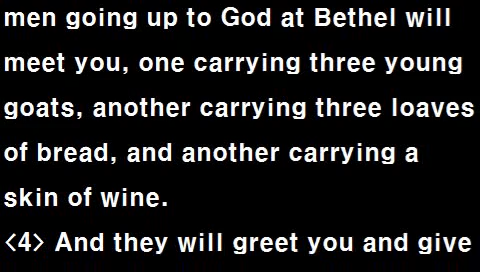 men going up to God at Bethel will
meet you, one carrying three young
goats, another carrying three loaves
of bread, and another carrying a
skin of wine.
<4> And they will greet you and give